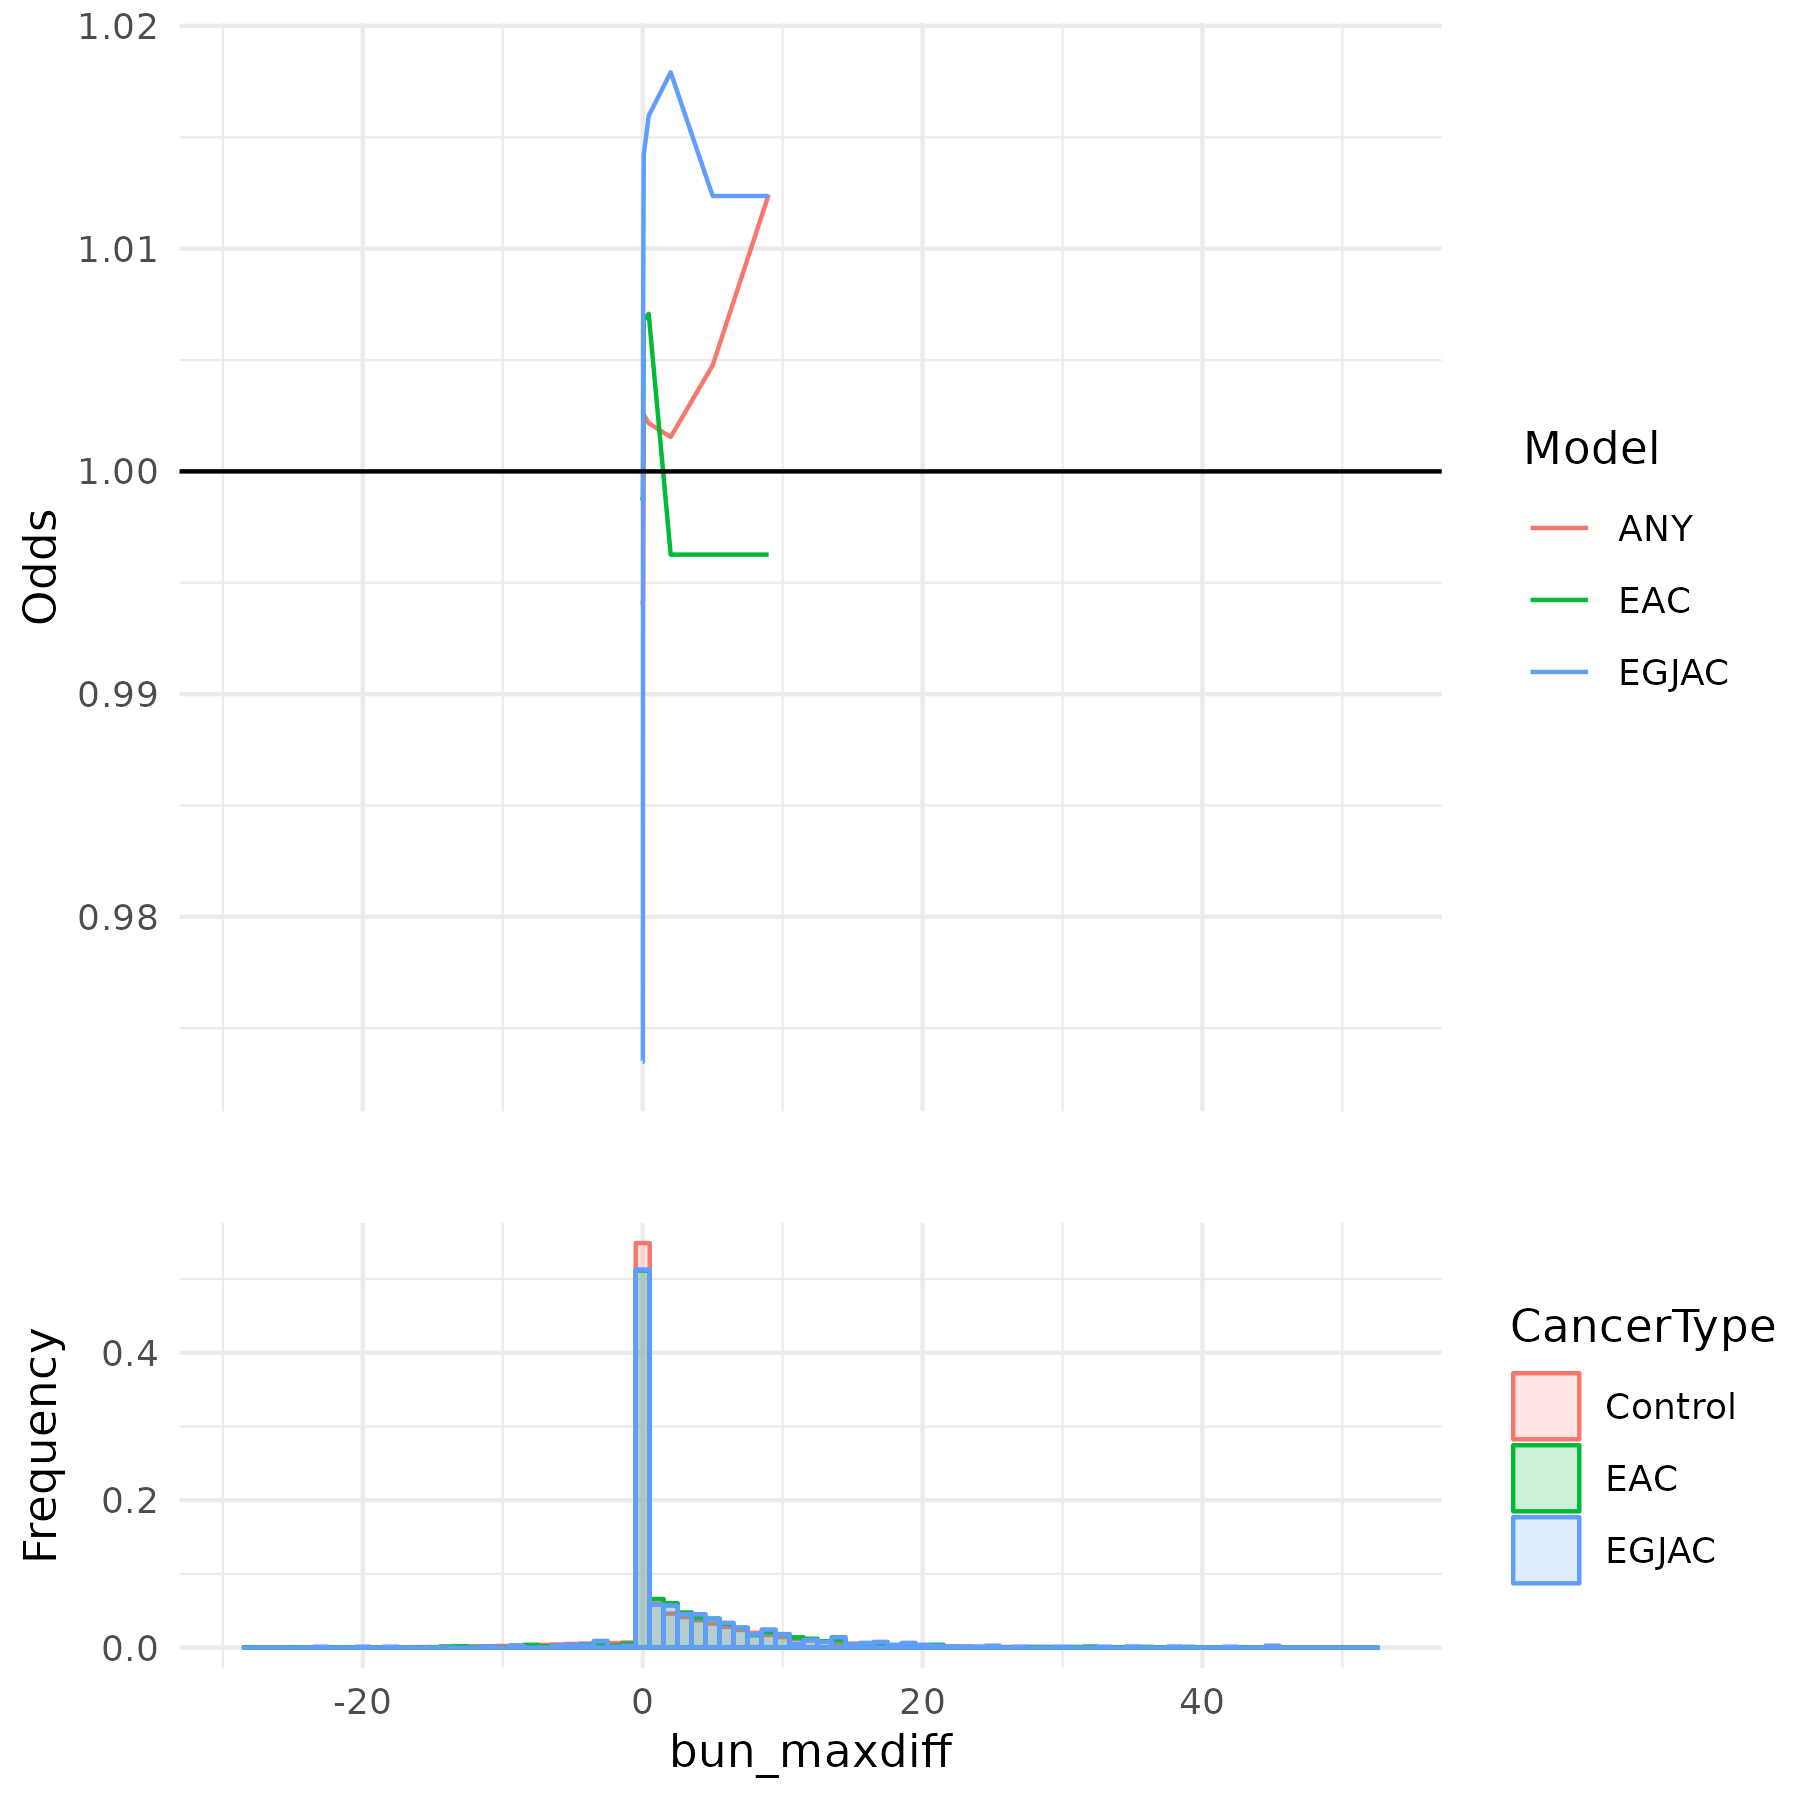 1.02
1.01
1.00
0.99
0.98
Odds
Model
ANY
EAC
EGJAC
0.4
0.2
0.0
Frequency
-20 0 20 40
bun_maxdiff
CancerType
Control
EAC
EGJAC